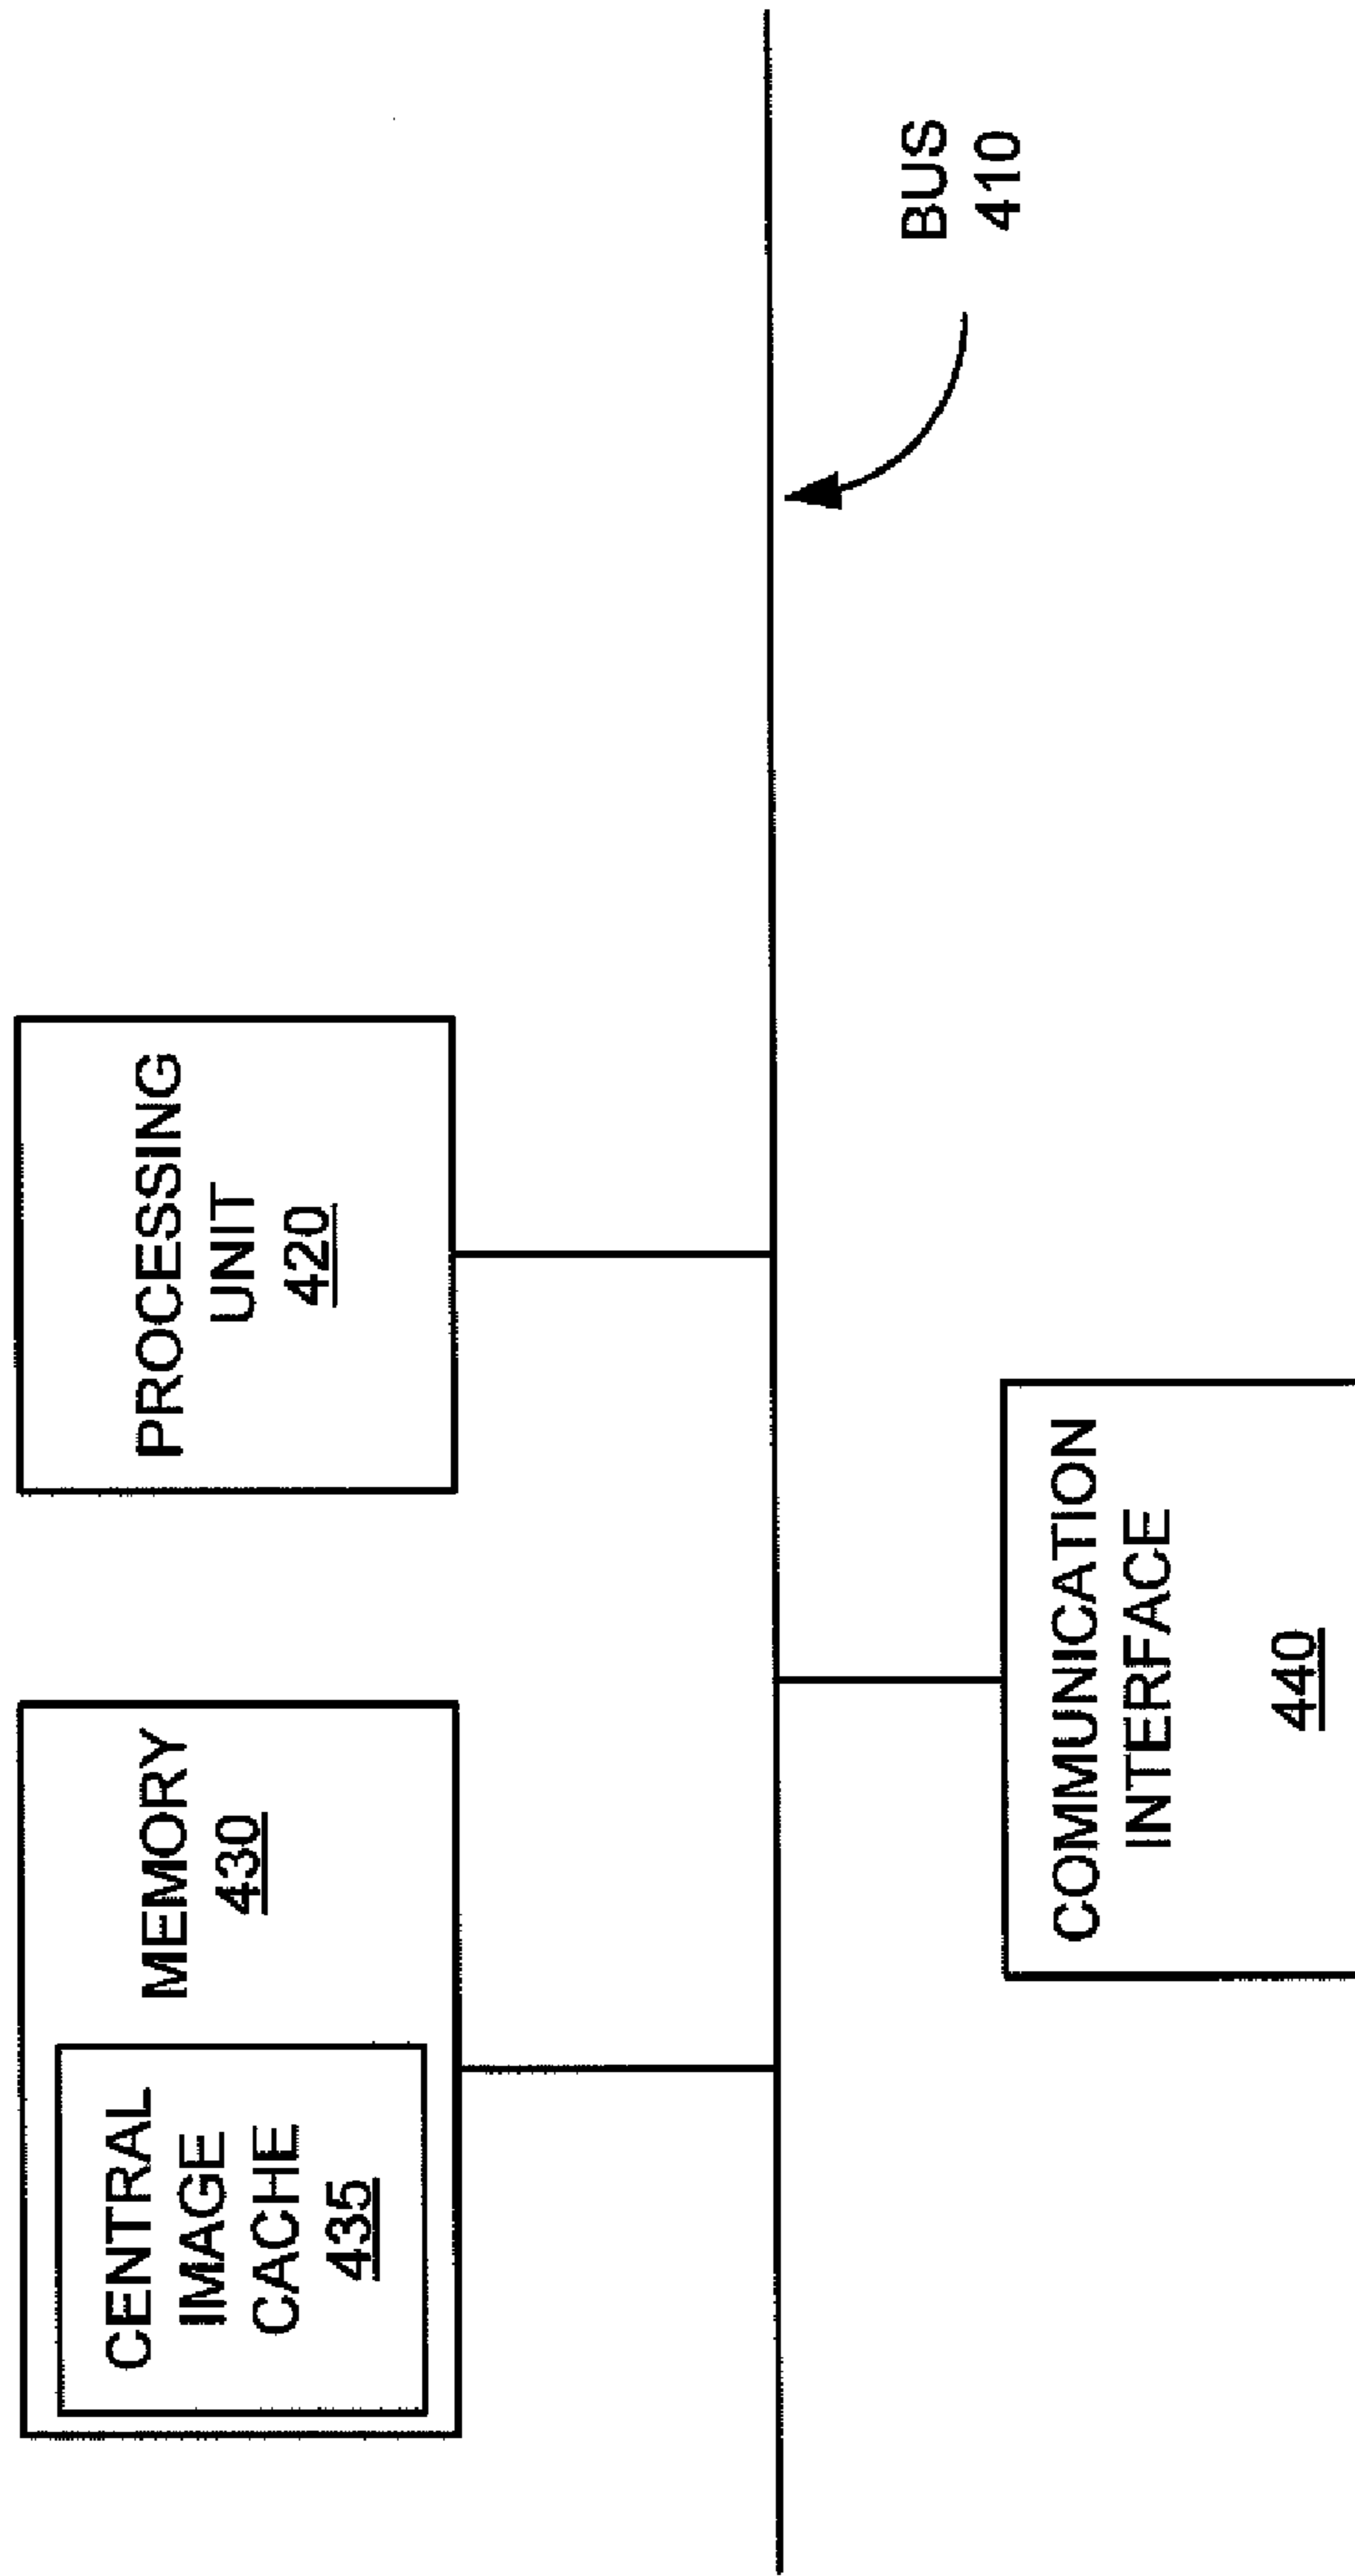 CENTRAL
IMAGE
CACHE
435
MEMORY
430
PROCESSING
UNIT
420
COMMUNICATION
INTERFACE
440
BUS
410